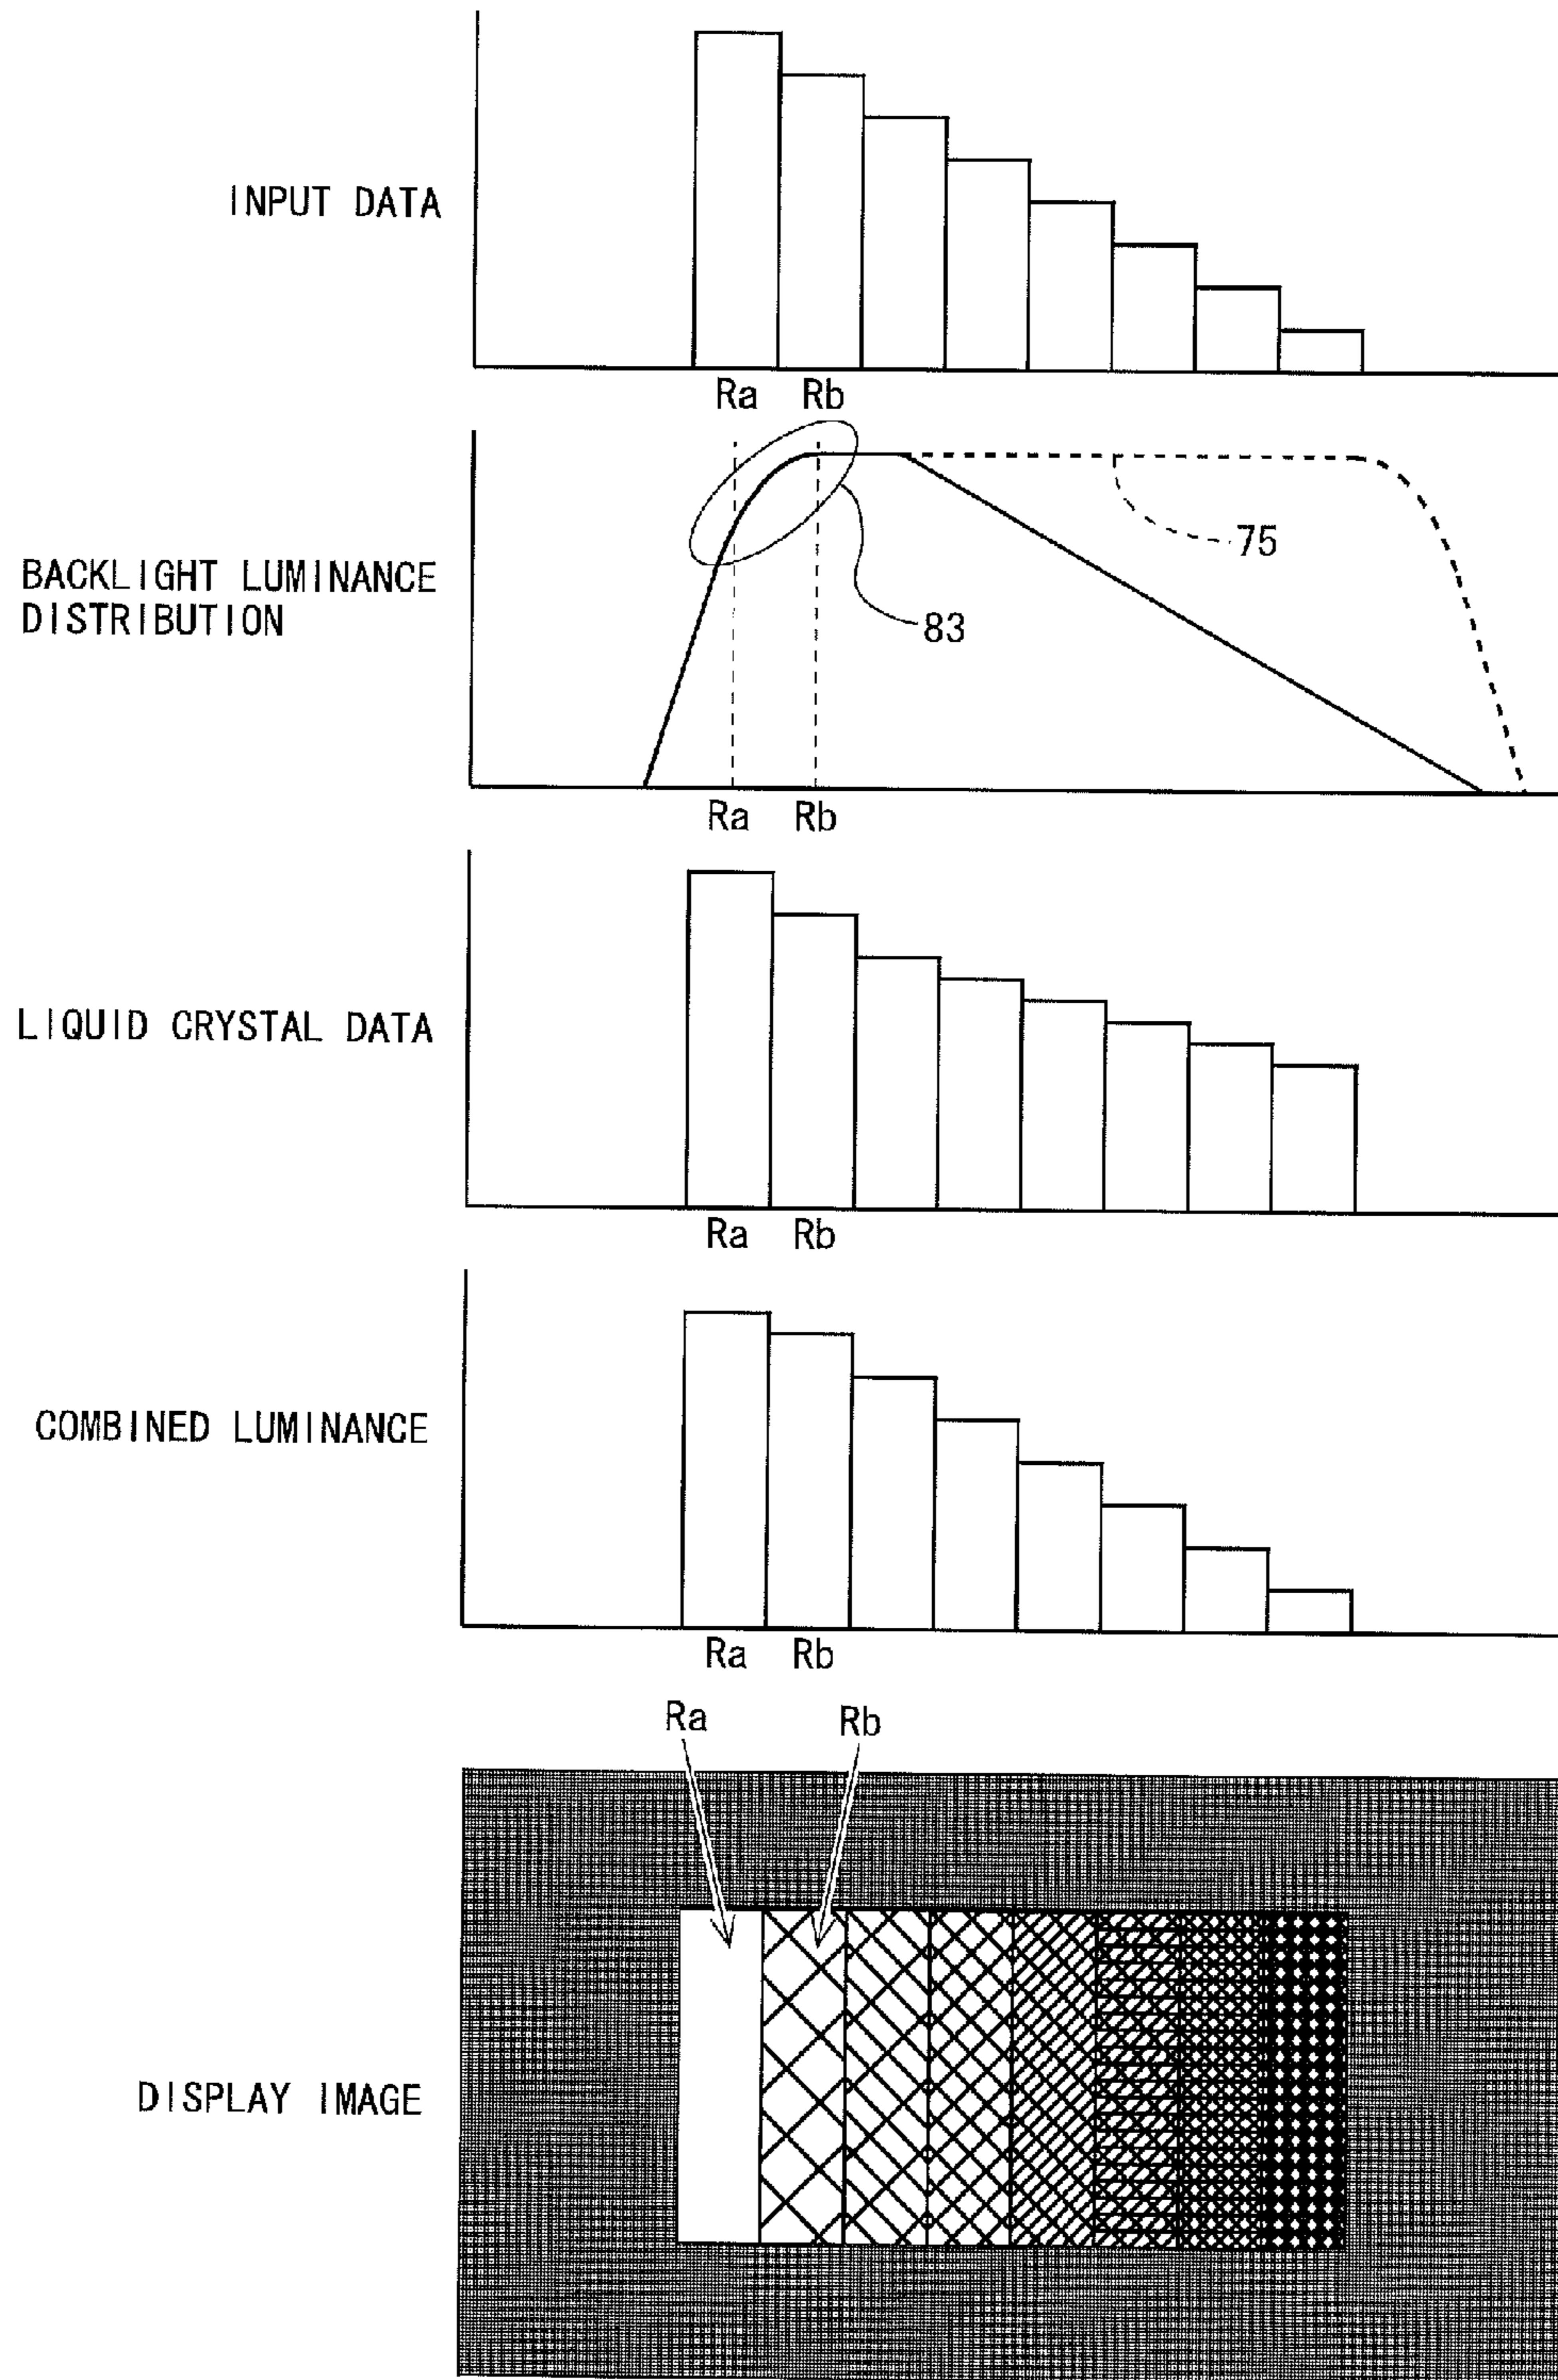 INPUT DATA
Ra Rb
BACKLIGHT LUMINANCE
DISTRIBUTION
75
83
Ra Rb
LIQUID CRYSTAL DATA
Ra Rb
COMBINED LUMINANCE
Ra Rb
Ra Rb
DISPLAY IMAGE